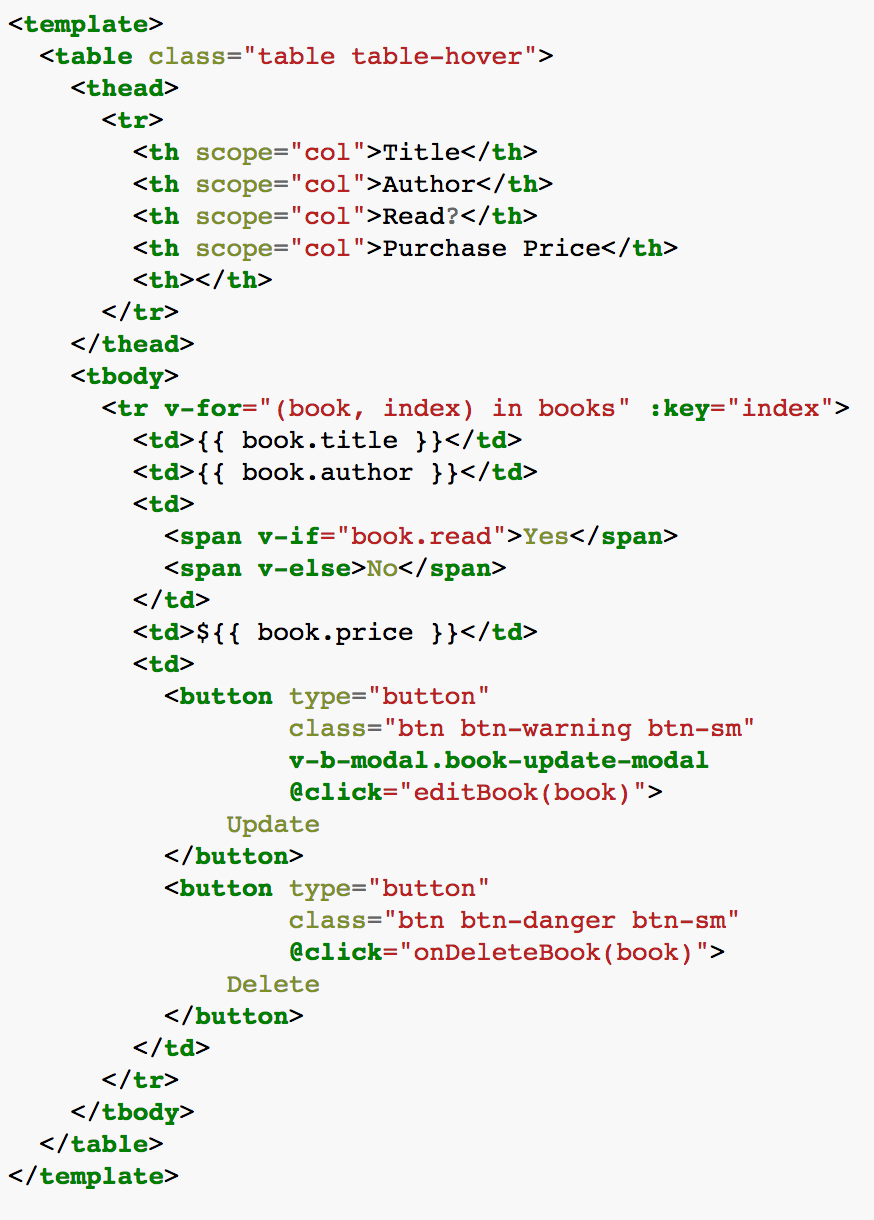 <template>
  <table class="table table-hover">
    <thead>
      <tr>
        <th scope="col">Title</th>
        <th scope="col">Author</th>
        <th scope="col">Read?</th>
        <th scope="col">Purchase Price</th>
        <th></th>
      </tr>
    </thead>
    <tbody>
      <tr v-for="(book, index) in books" :key="index">
        <td>{{ book.title }}</td>
        <td>{{ book.author }}</td>
        <td>
          <span v-if="book.read">Yes</span>
          <span v-else>No</span>
        </td>
        <td>${{ book.price }}</td>
        <td>
          <button type="button"
                  class="btn btn-warning btn-sm"
                  v-b-modal.book-update-modal
                  @click="editBook(book)">
              Update
          </button>
          <button type="button"
                  class="btn btn-danger btn-sm"
                  @click="onDeleteBook(book)">
              Delete
          </button>
        </td>
      </tr>
    </tbody>
  </table>
</template>